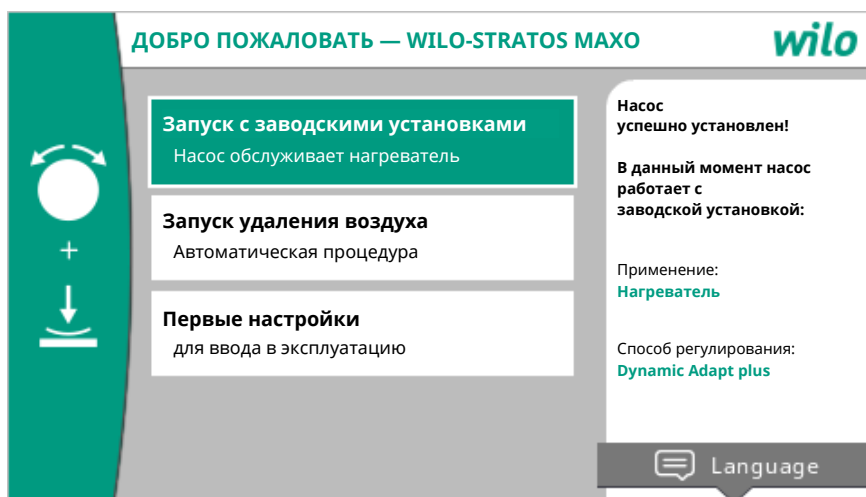 ДОБРО ПОЖАЛОВАТЬ — WILO-STRATOS MAXO
wilo
Запуск с заводскими установками
Насос обслуживает нагреватель
Запуск удаления воздуха
Автоматическая процедура
Первые настройки
для ввода в эксплуатацию
+
Насос
успешно установлен!
В данный момент насос
работает с
заводской установкой:
Применение:
Нагреватель
Способ регулирования:
Dynamic Adapt plus
Language